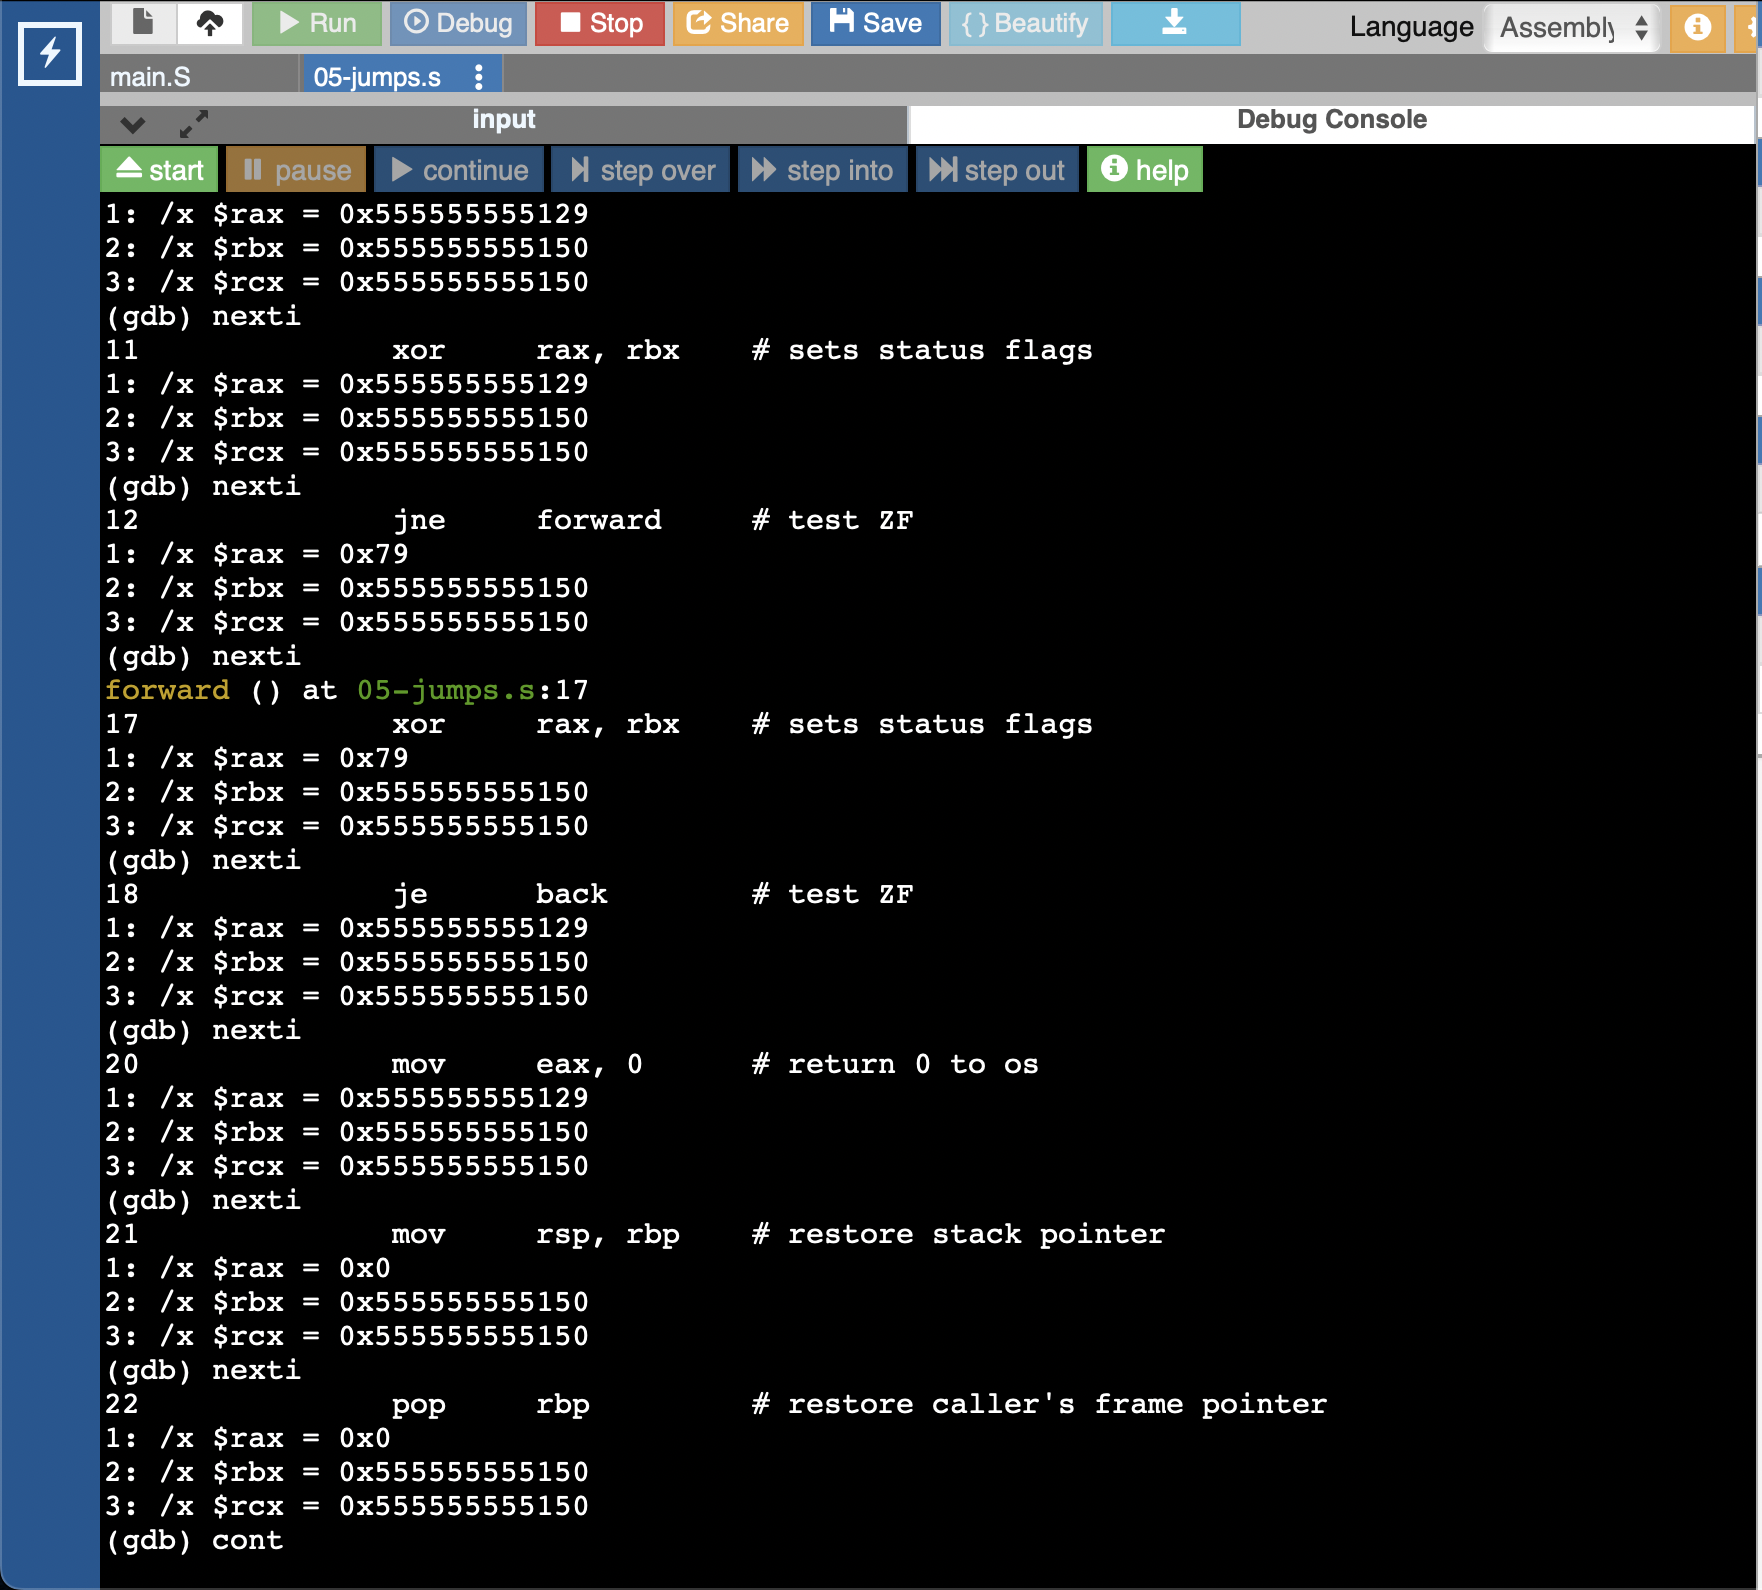 Run Debug Stop Share Save {} Beautify Language Assembly
main.S 05-jumps.s
input Debug Console
start pause continue step over step into step out help
1: /x $rax = 0x555555555129
2: /x $rbx = 0x555555555150
3: /x $rcx = 0x555555555150
(gdb) nexti
11 xor rax, rbx # sets status flags
1: /x $rax = 0x555555555129
2: /x $rbx = 0x555555555150
3: /x $rcx = 0x555555555150
(gdb) nexti
12 jne forward # test ZF
1: /x $rax = 0x79
2: /x $rbx = 0x555555555150
3: /x $rcx = 0x555555555150
(gdb) nexti
forward () at 05-jumps.s:17
17 xor rax, rbx # sets status flags
1: /x $rax = 0x79
2: /x $rbx = 0x555555555150
3: /x $rcx = 0x555555555150
(gdb) nexti
18 je back # test ZF
1: /x $rax = 0x555555555129
2: /x $rbx = 0x555555555150
3: /x $rcx = 0x555555555150
(gdb) nexti
20 mov eax, 0 # return 0 to os
1: /x $rax = 0x555555555129
2: /x $rbx = 0x555555555150
3: /x $rcx = 0x555555555150
(gdb) nexti
21 mov rsp, rbp # restore stack pointer
1: /x $rax = 0x0
2: /x $rbx = 0x555555555150
3: /x $rcx = 0x555555555150
(gdb) nexti
22 pop rbp # restore caller's frame pointer
1: /x $rax = 0x0
2: /x $rbx = 0x555555555150
3: /x $rcx = 0x555555555150
(gdb) cont